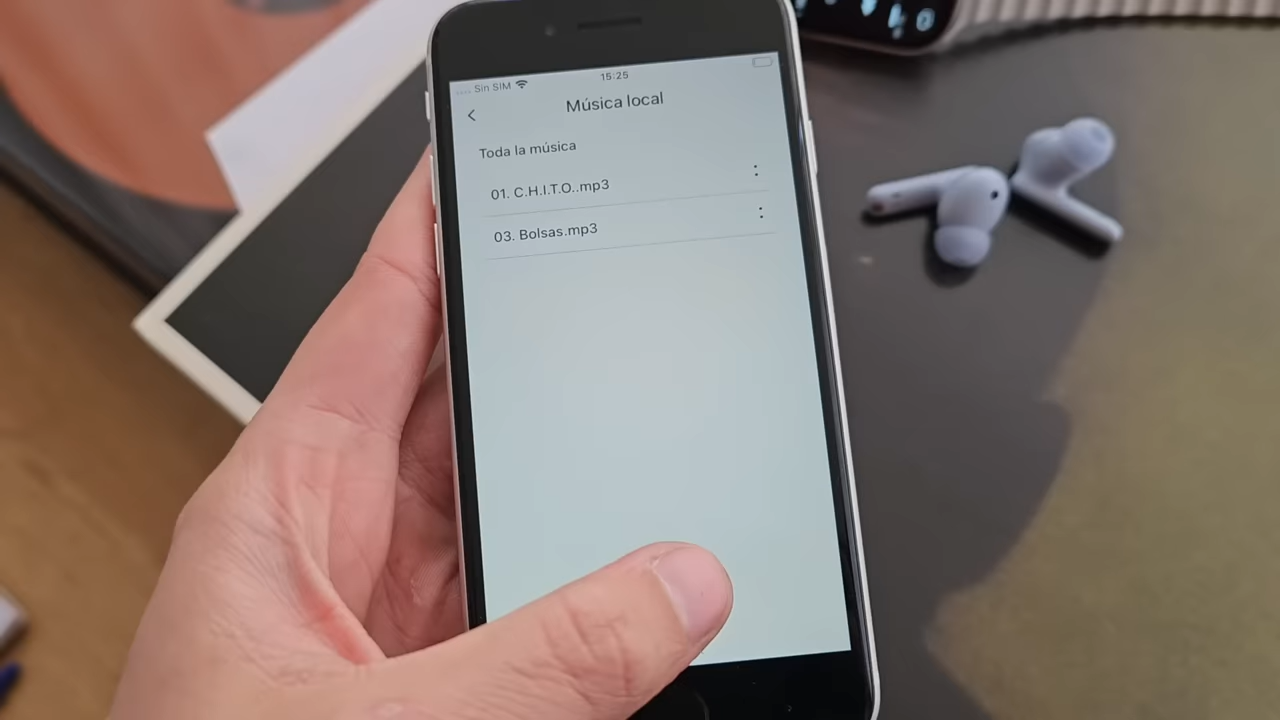 Sin SIM 15:25
Música local
Toda la música
01. C.H.I.T.O..mp3
03. Bolsas.mp3